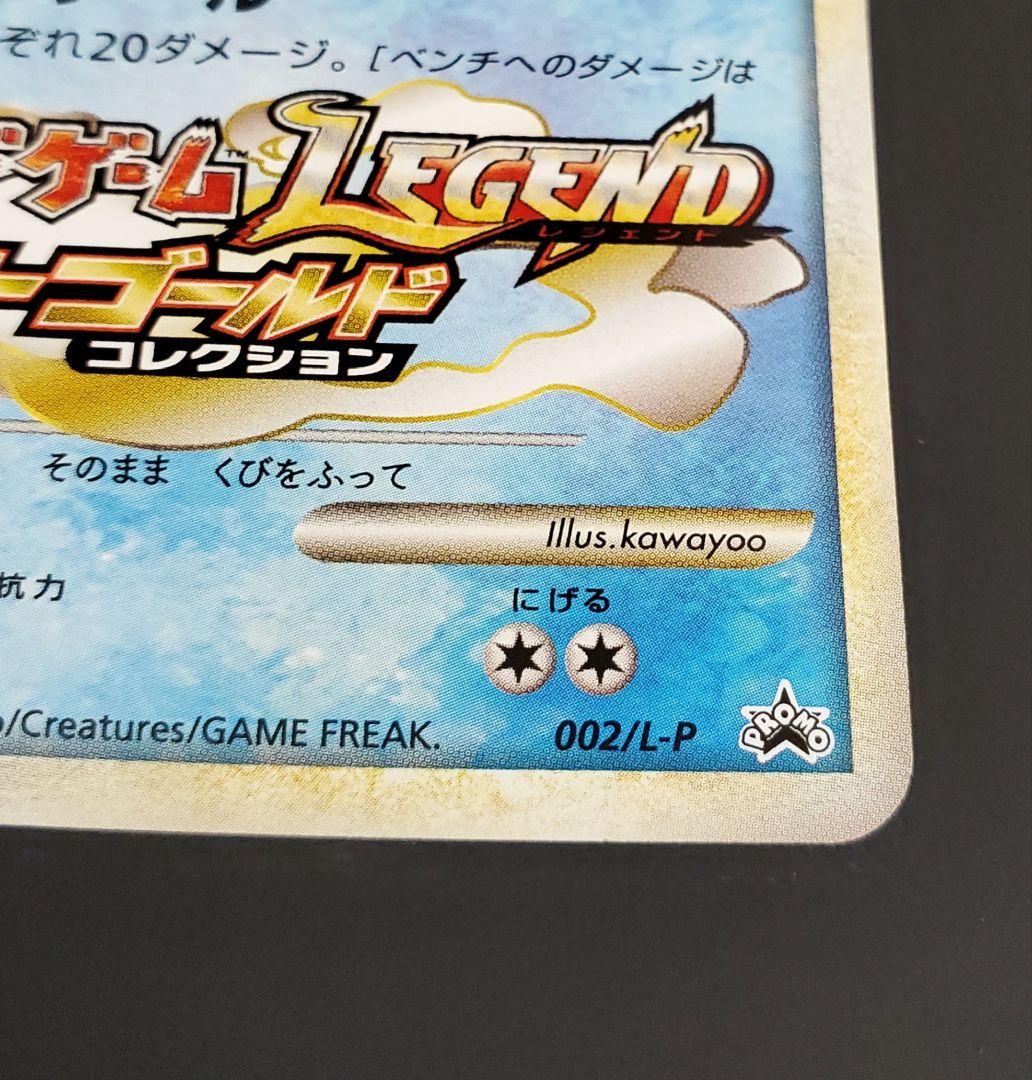 ぞれ20ダメージ。[ベンチへのダメージは
ゲーム™ LEGEND
レジェンド
ーゴールド
コレクション
そのまま くびをふって
Illus.kawayoo
抗力
にげる
/Creatures/GAME FREAK.
002/L-P
PROMO